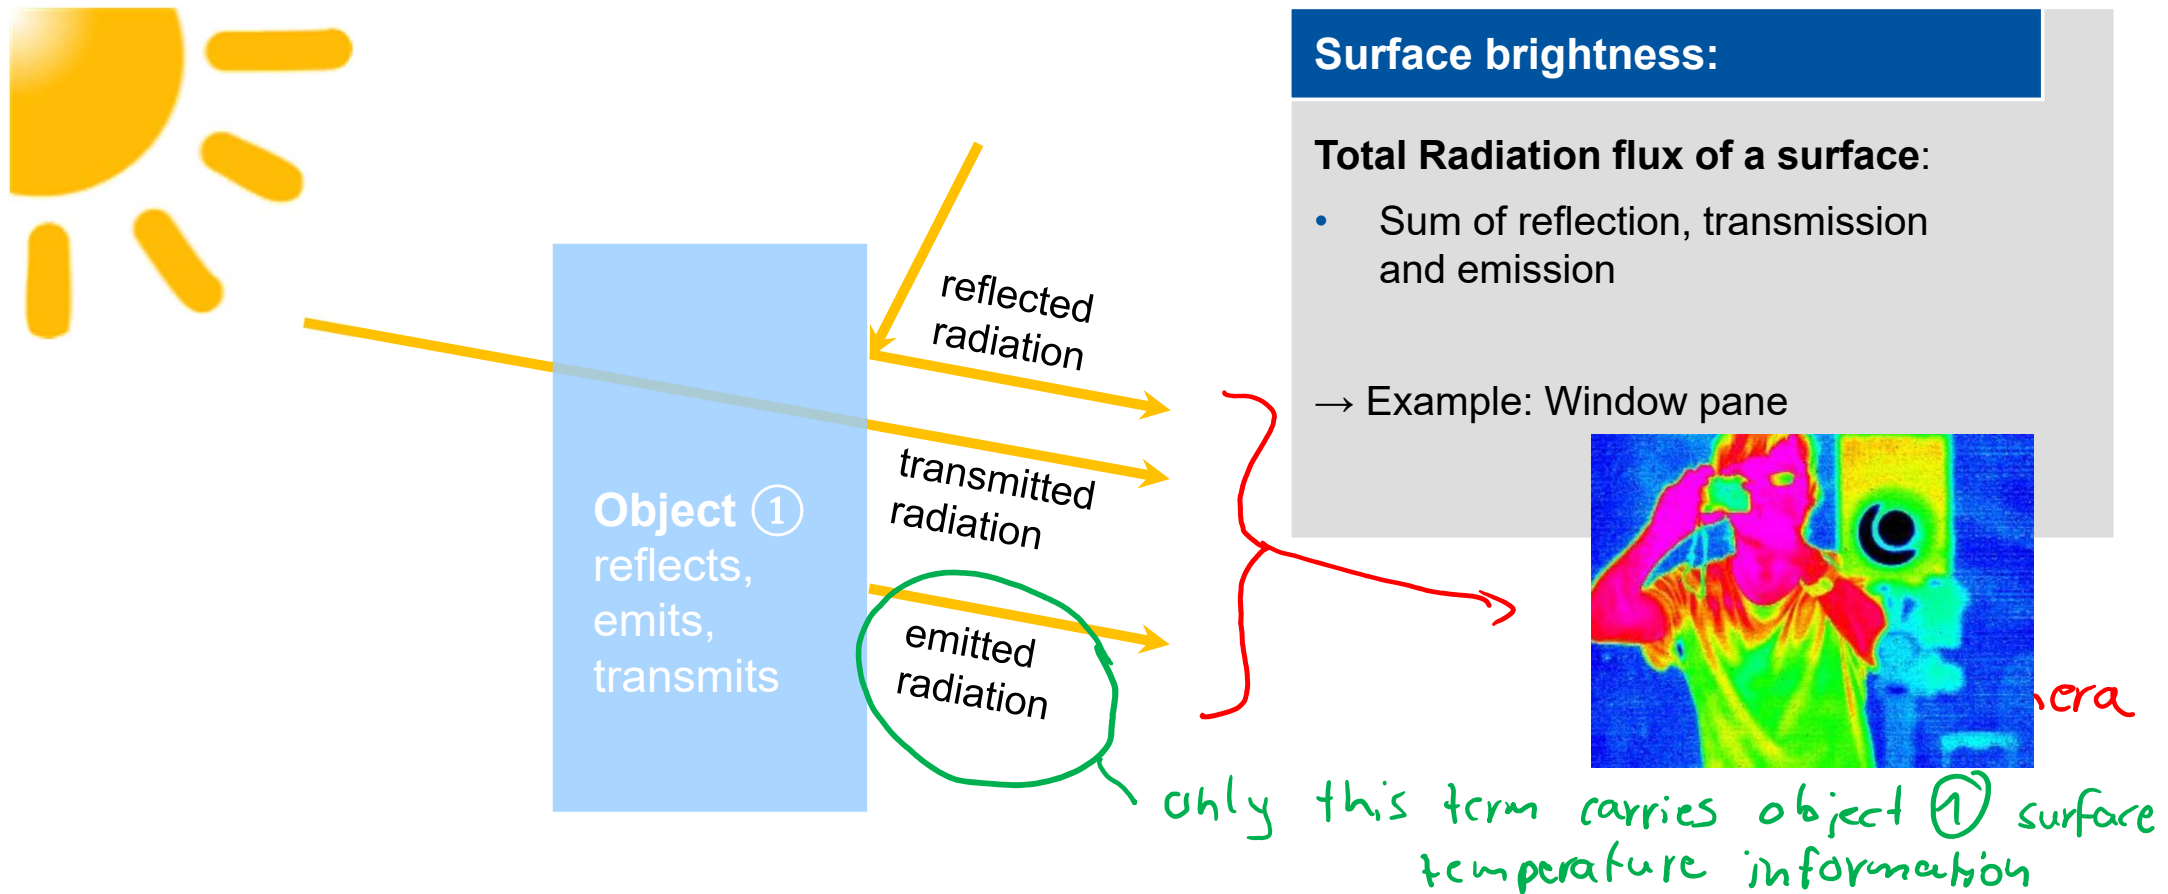 Surface brightness:
Total Radiation flux of a surface:
• Sum of reflection, transmission
and emission
→ Example: Window pane
reflected
radiation
transmitted
radiation
Object ①
reflects,
emits,
transmits
emitted
radiation
era
only this term carries object ① surface
temperature information